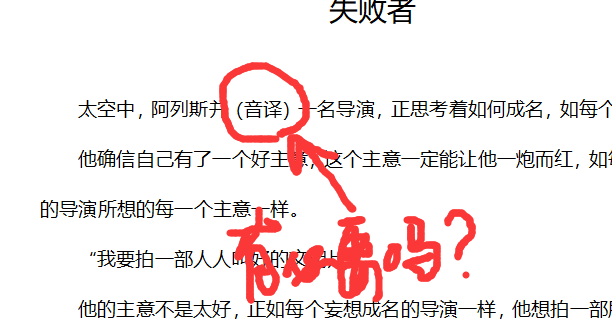 失败者
太空中，阿列斯并（音译）一名导演，正思考着如何成名，如每个
他确信自己有了一个好主意，这个主意一定能让他一炮而红，如每
的导演所想的每一个主意一样。
“我要拍一部人人叫好的文
有必要吗？
他的主意不是太好，正如每个妄想成名的导演一样，他想拍一部